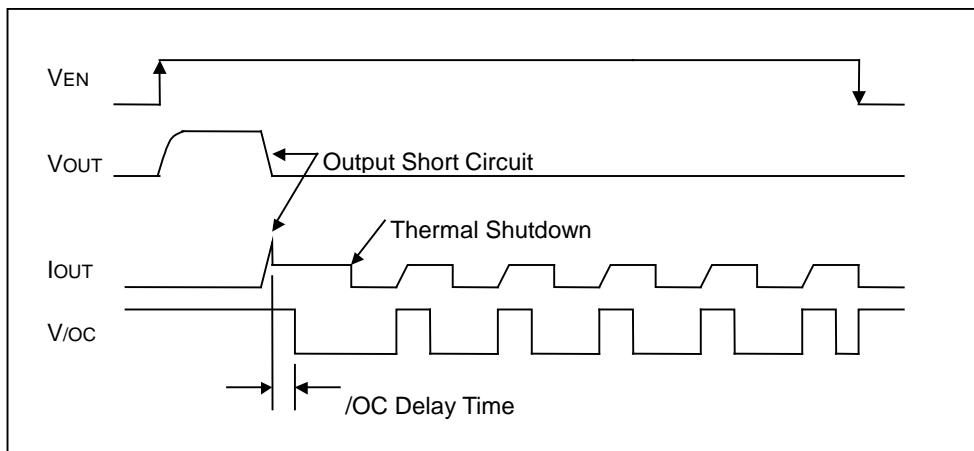 VEN
VOUT
Output Short Circuit
Thermal Shutdown
IOUT
V/OC
/OC Delay Time